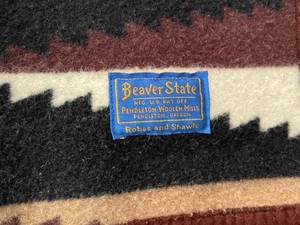 Beaver State
REG. U.S. PAT. OFF.
PENDLETON WOOLEN MILLS
PENDLETON, OREGON
Robes and Shawls